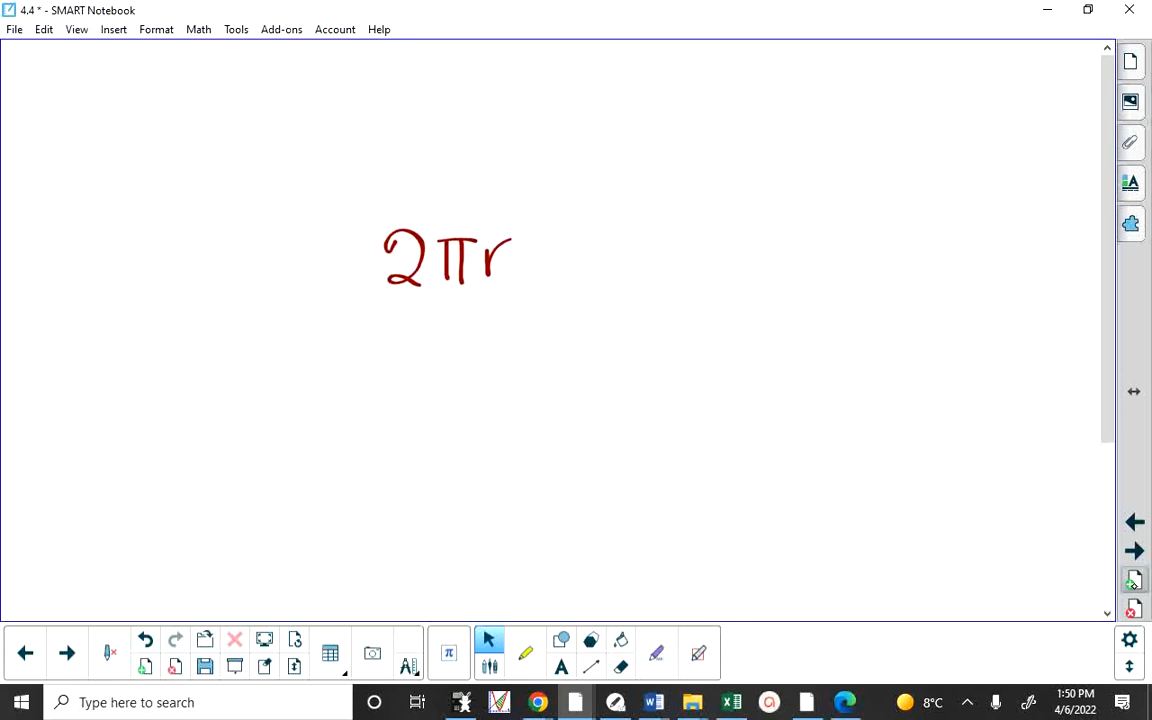 4.4 * - SMART Notebook
File Edit View Insert Format Math Tools Add-ons Account Help
2πr
π
A
A
A
Type here to search
8°C
1:50 PM
4/6/2022